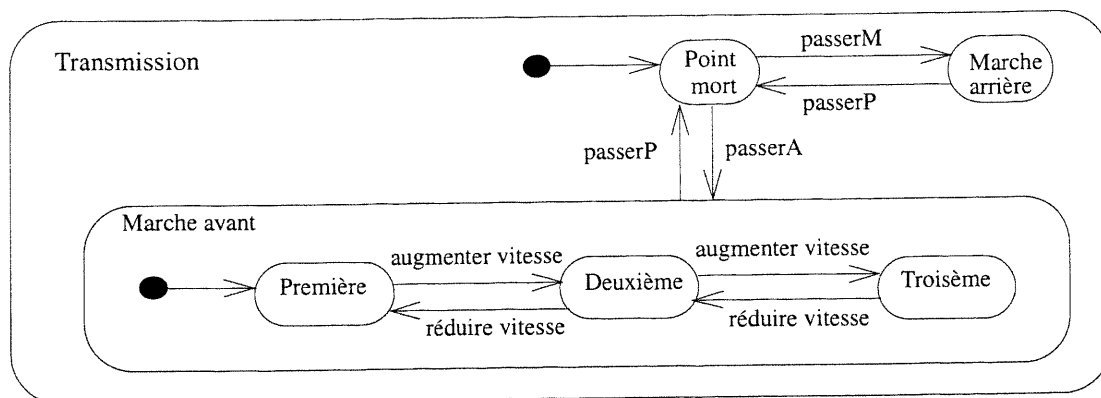 Transmission
Point
mort
passerM
Marche
arrière
passerP
passerP
passerA
Marche avant
Première
augmenter vitesse
réduire vitesse
Deuxième
augmenter vitesse
réduire vitesse
Troisème